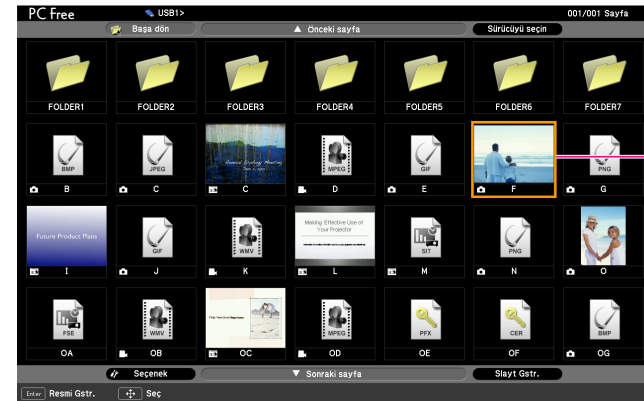 PC Free USB1> 001/001 Sayfa
Başa dön Önceki sayfa Sürücüyü seçin
FOLDER1 FOLDER2 FOLDER3 FOLDER4 FOLDER5 FOLDER6 FOLDER7
BMP JPEG MPEG GIF PNG
B C C D E F G
Future Product Plans
Making Effective Use of
Your Projector
GIF WMV SIT PNG
I J K L M N O
FSE WMV MPEG PFX CER BMP
OA OB OC OD OE OF OG
Seçenek Sonraki sayfa Slayt Gstr.
Enter Resmi Gstr. Seç